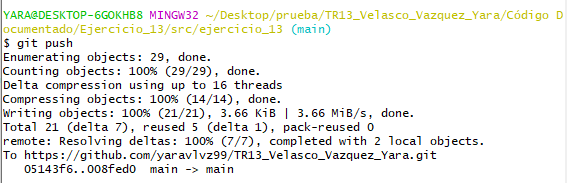 YARA@DESKTOP-6GOKHB8 MINGW32 ~/Desktop/prueba/TR13_Velasco_Vazquez_Yara/Código D
ocumentado/Ejercicio_13/src/ejercicio_13 (main)
$ git push
Enumerating objects: 29, done.
Counting objects: 100% (29/29), done.
Delta compression using up to 16 threads
Compressing objects: 100% (14/14), done.
Writing objects: 100% (21/21), 3.66 KiB | 3.66 MiB/s, done.
Total 21 (delta 7), reused 5 (delta 1), pack-reused 0
remote: Resolving deltas: 100% (7/7), completed with 2 local objects.
To https://github.com/yaravlvz99/TR13_Velasco_Vazquez_Yara.git
   05143f6..008fed0  main -> main